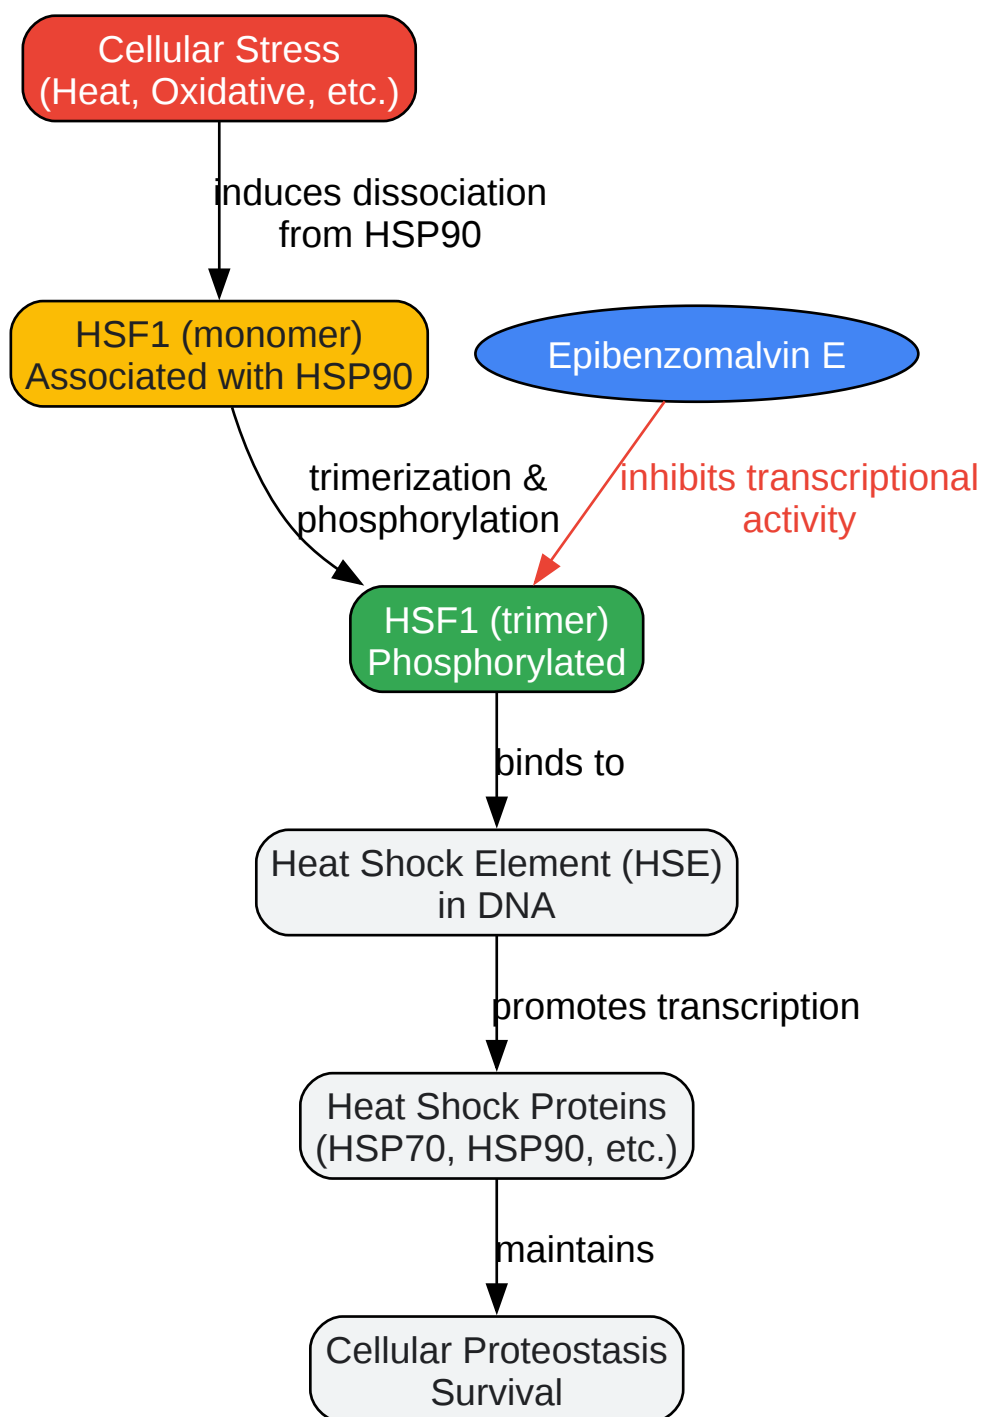 Cellular Stress
(Heat, Oxidative, etc.)
induces dissociation
from HSP90
HSF1 (monomer)
Associated with HSP90
Epibenzomalvin E
trimerization &
phosphorylation
inhibits transcriptional
activity
HSF1 (trimer)
Phosphorylated
binds to
Heat Shock Element (HSE)
in DNA
promotes transcription
Heat Shock Proteins
(HSP70, HSP90, etc.)
maintains
Cellular Proteostasis
Survival